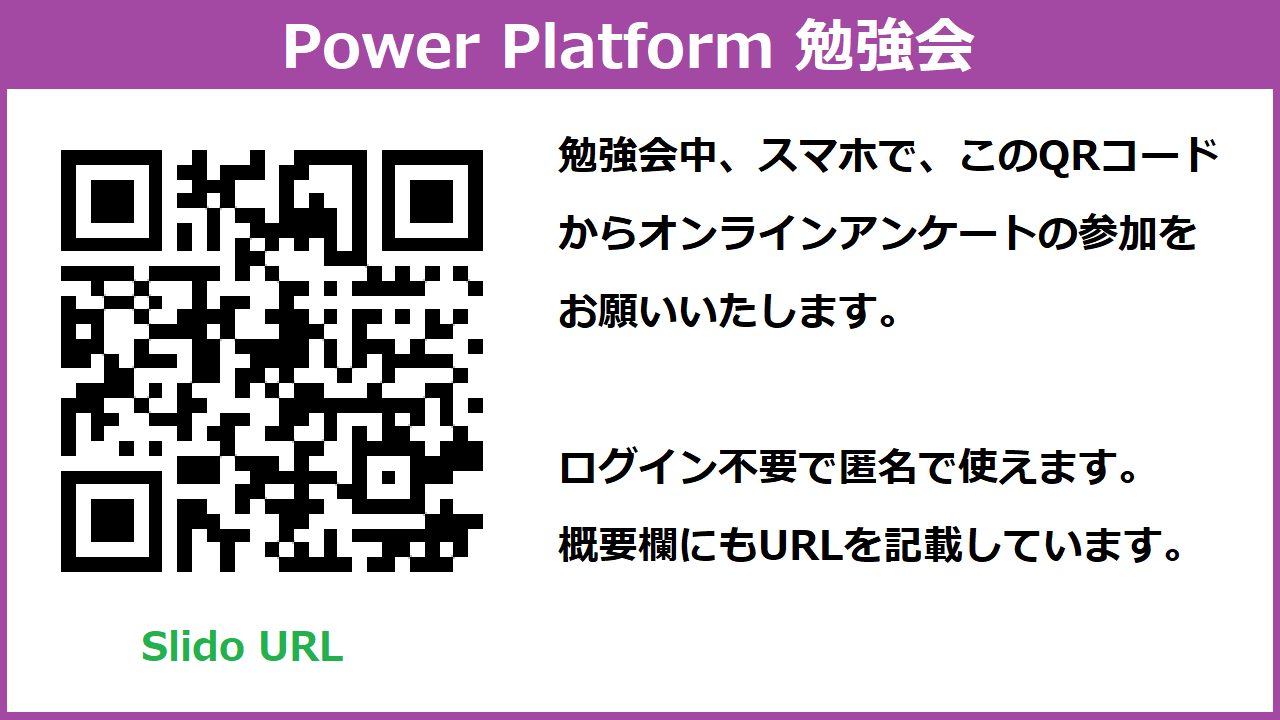 Power Platform 勉強会
勉強会中、スマホで、このQRコード
からオンラインアンケートの参加を
お願いいたします。
ログイン不要で匿名で使えます。
概要欄にもURLを記載しています。
Slido URL